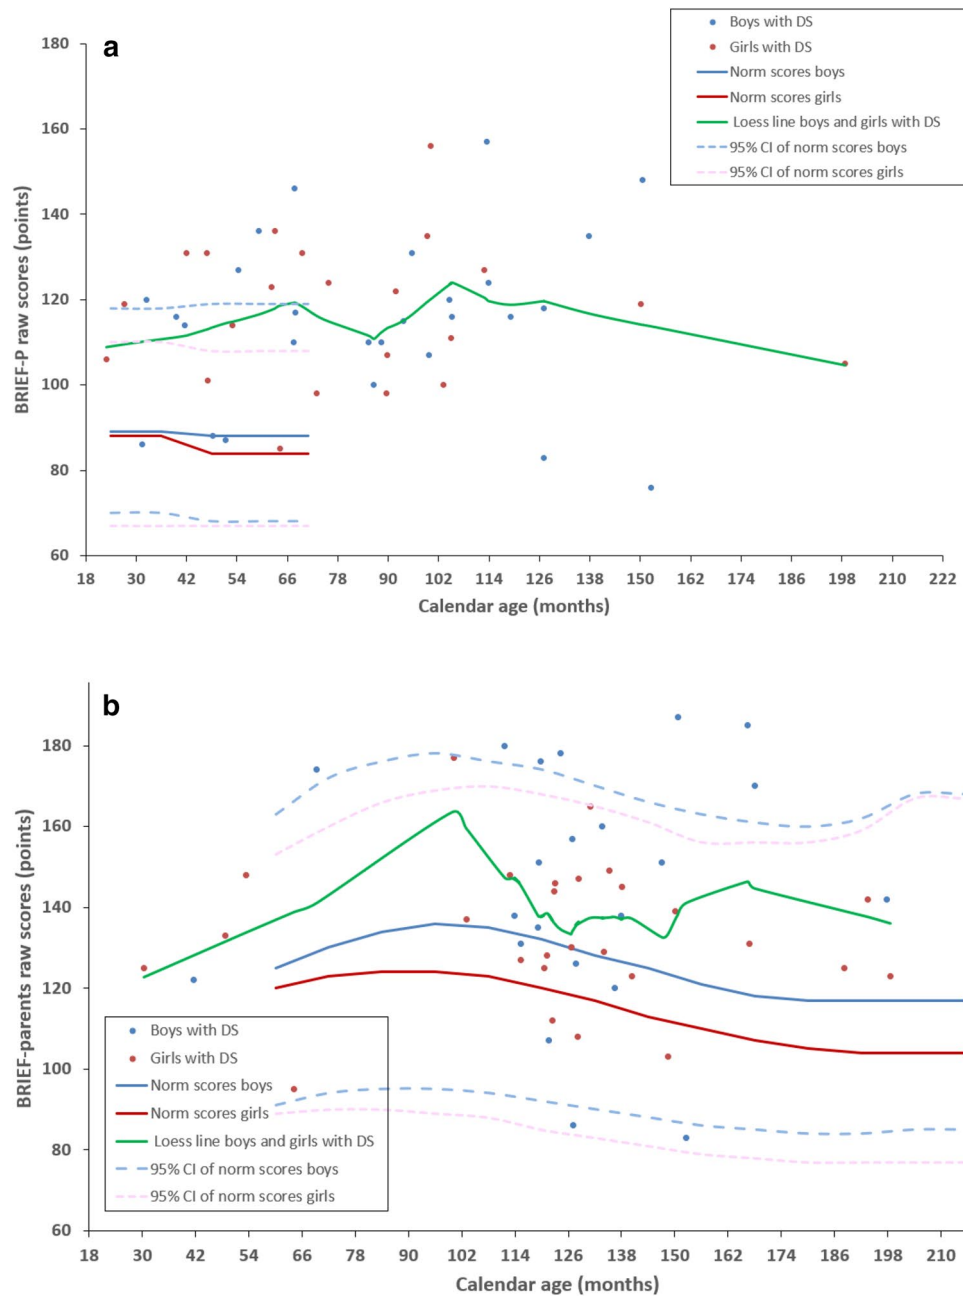 a
Boys with DS
Girls with DS
Norm scores boys
Norm scores girls
Loess line boys and girls with DS
95% CI of norm scores boys
95% CI of norm scores girls
BRIEF-P raw scores (points)
180
160
140
120
100
80
60
18 30 42 54 66 78 90 102 114 126 138 150 162 174 186 198 210 222
Calendar age (months)
b
BRIEF-parents raw scores (points)
180
160
140
120
100
80
60
Boys with DS
Girls with DS
Norm scores boys
Norm scores girls
Loess line boys and girls with DS
95% CI of norm scores boys
95% CI of norm scores girls
18 30 42 54 66 78 90 102 114 126 138 150 162 174 186 198 210
Calendar age (months)